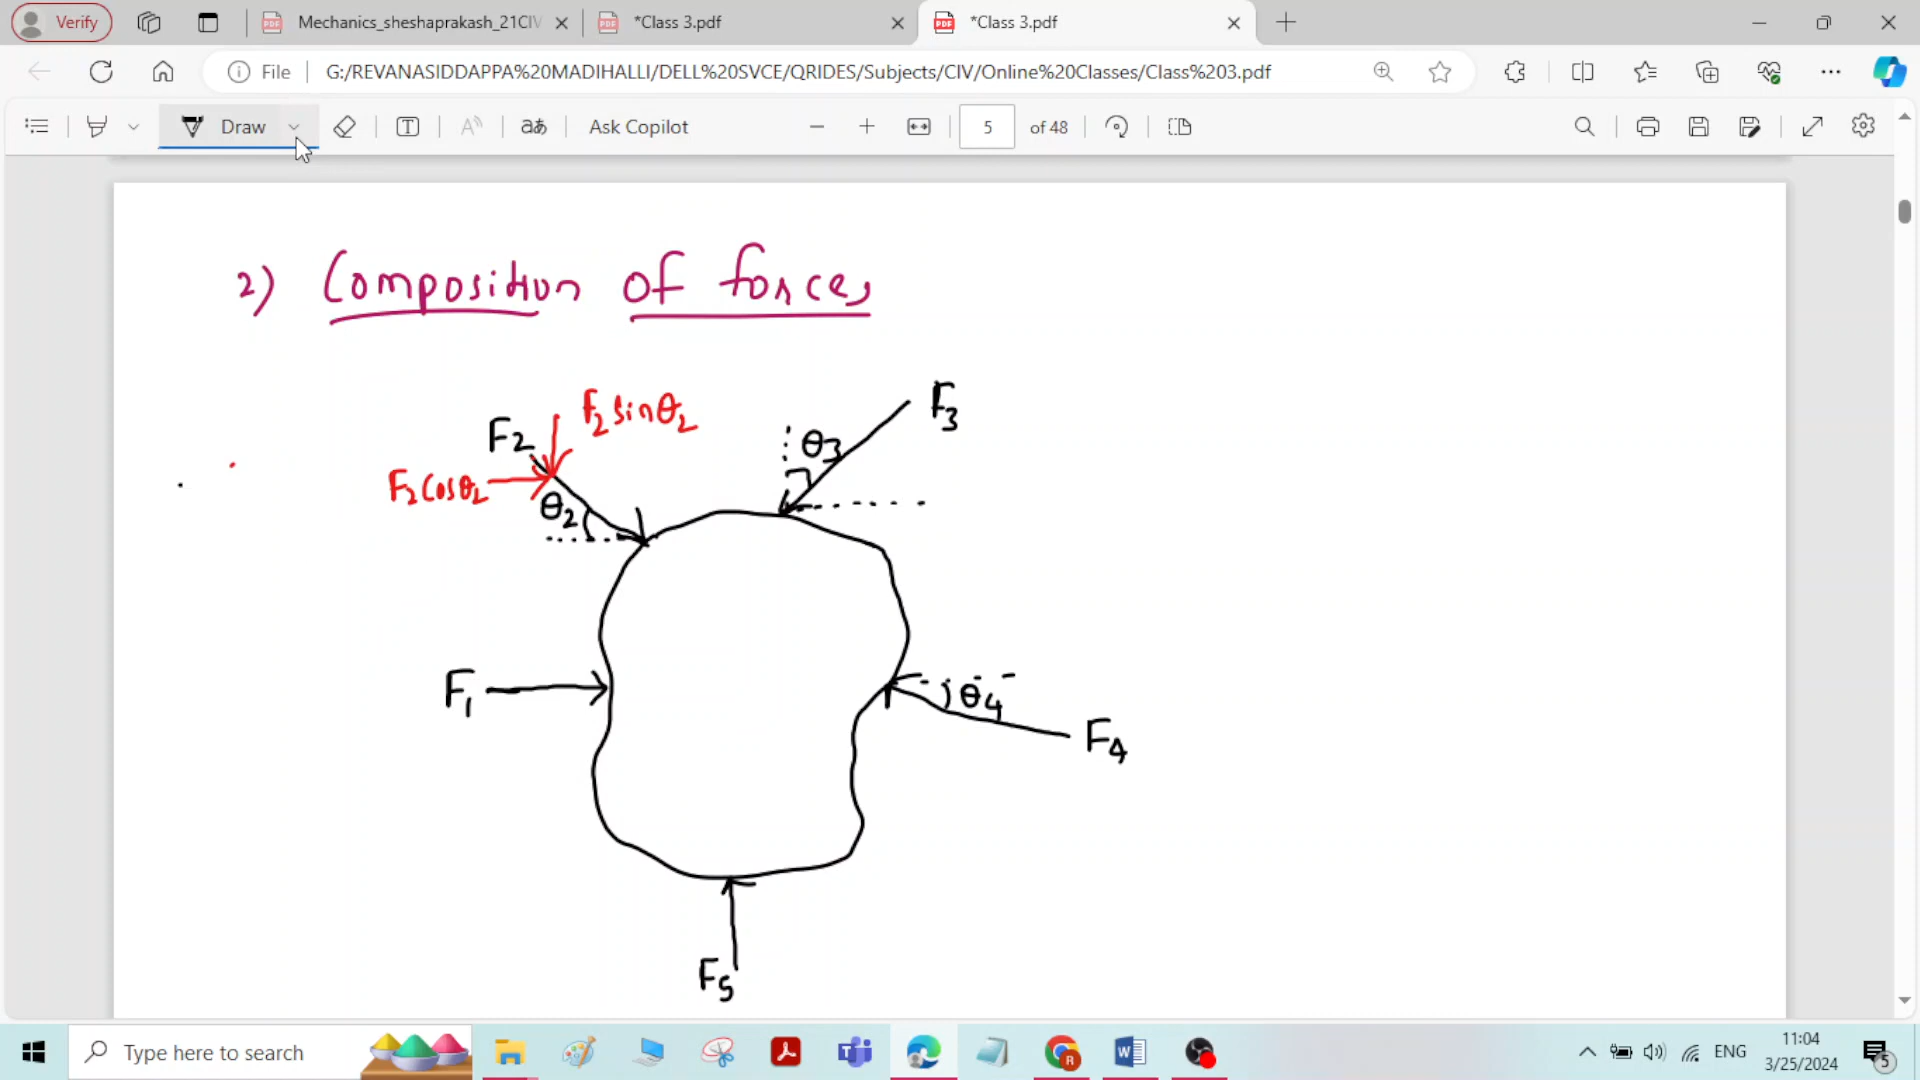 Verify
Mechanics_sheshaprakash_21CIV
*Class 3.pdf
*Class 3.pdf
File
G:/REVANASIDDAPPA%20MADIHALLI/DELL%20SVCE/QRIDES/Subjects/CIV/Online%20Classes/Class%203.pdf
Draw
Ask Copilot
5 of 48
2) Composition of forces
F2 sinθ2
F2
F3
θ3
F2 cosθ2
θ2
F1
θ4
F4
F5
Type here to search
ENG
11:04
3/25/2024
5